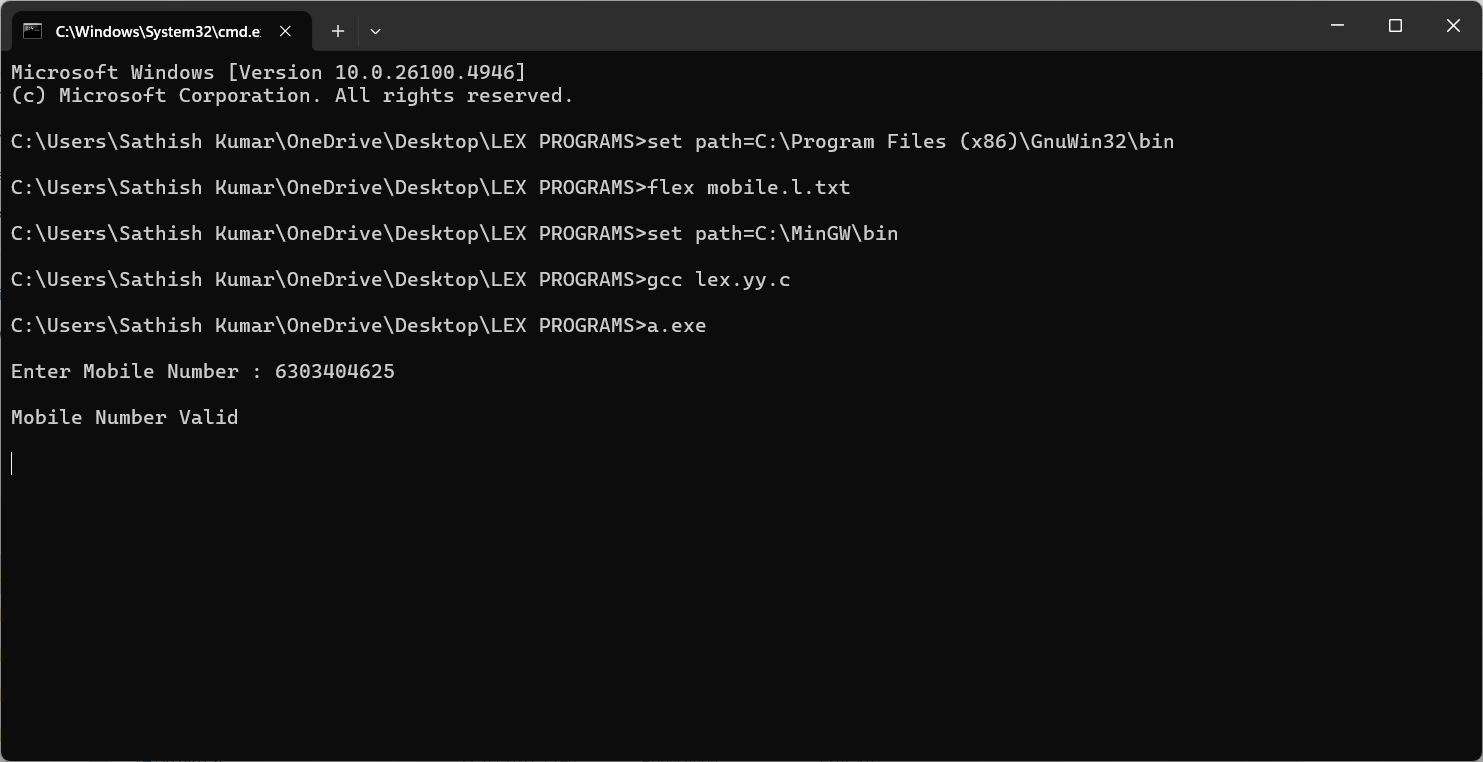 C:\Windows\System32\cmd.e
Microsoft Windows [Version 10.0.26100.4946]
(c) Microsoft Corporation. All rights reserved.
C:\Users\Sathish Kumar\OneDrive\Desktop\LEX PROGRAMS>set path=C:\Program Files (x86)\GnuWin32\bin
C:\Users\Sathish Kumar\OneDrive\Desktop\LEX PROGRAMS>flex mobile.l.txt
C:\Users\Sathish Kumar\OneDrive\Desktop\LEX PROGRAMS>set path=C:\MinGW\bin
C:\Users\Sathish Kumar\OneDrive\Desktop\LEX PROGRAMS>gcc lex.yy.c
C:\Users\Sathish Kumar\OneDrive\Desktop\LEX PROGRAMS>a.exe
Enter Mobile Number : 6303404625
Mobile Number Valid